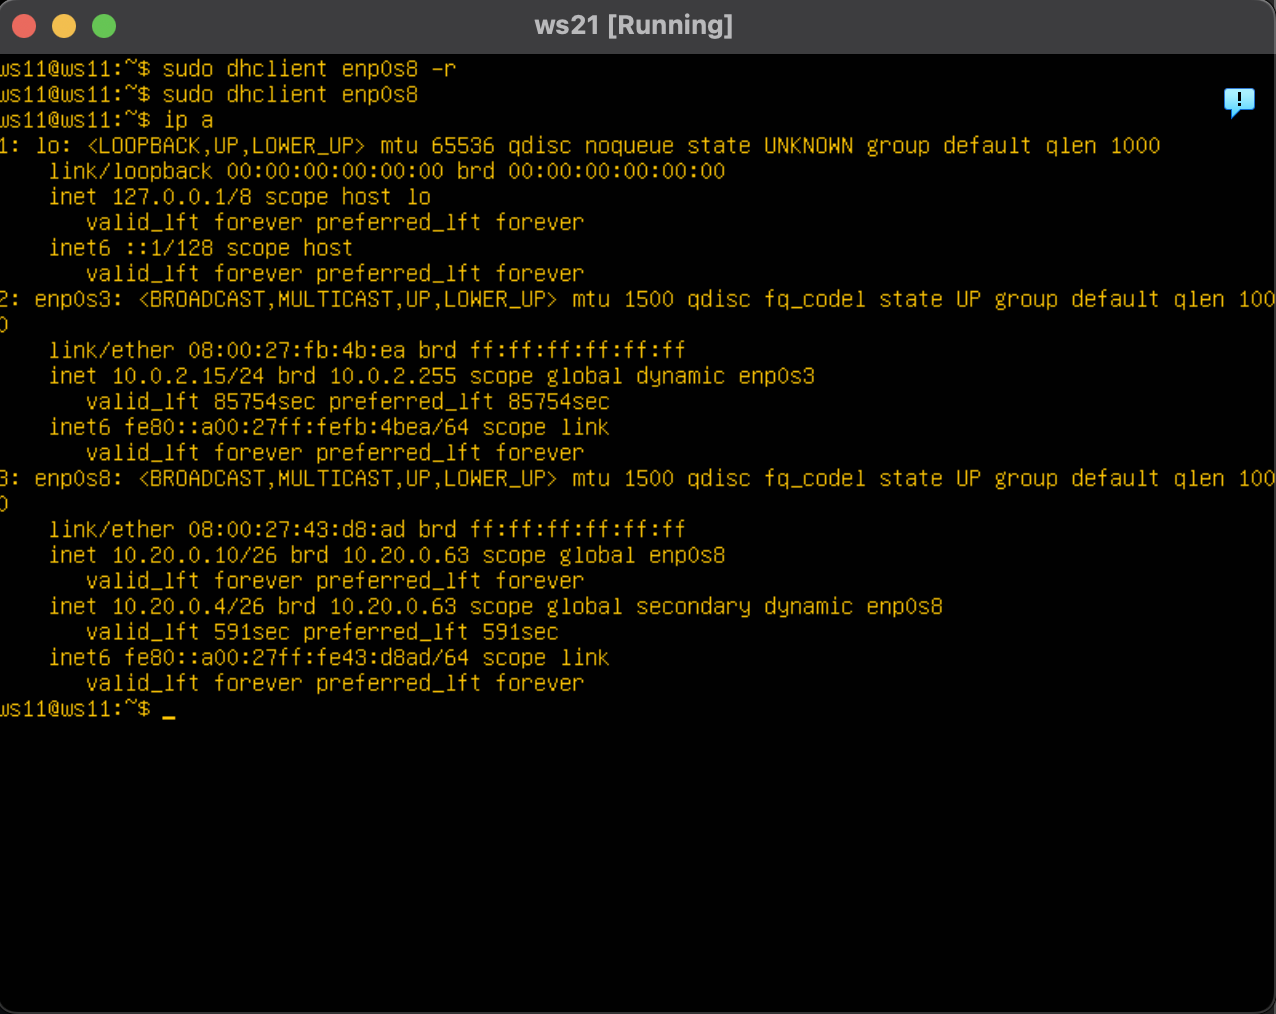 ws21 [Running]
ws11@ws11:~$ sudo dhclient enp0s8 -r
ws11@ws11:~$ sudo dhclient enp0s8
ws11@ws11:~$ ip a
1: lo: <LOOPBACK,UP,LOWER_UP> mtu 65536 qdisc noqueue state UNKNOWN group default qlen 1000
link/loopback 00:00:00:00:00:00 brd 00:00:00:00:00:00
inet 127.0.0.1/8 scope host lo
valid_lft forever preferred_lft forever
inet6 ::1/128 scope host
valid_lft forever preferred_lft forever
2: enp0s3: <BROADCAST,MULTICAST,UP,LOWER_UP> mtu 1500 qdisc fq_codel state UP group default qlen 100
0
link/ether 08:00:27:fb:4b:ea brd ff:ff:ff:ff:ff:ff
inet 10.0.2.15/24 brd 10.0.2.255 scope global dynamic enp0s3
valid_lft 85754sec preferred_lft 85754sec
inet6 fe80::a00:27ff:fefb:4bea/64 scope link
valid_lft forever preferred_lft forever
3: enp0s8: <BROADCAST,MULTICAST,UP,LOWER_UP> mtu 1500 qdisc fq_codel state UP group default qlen 100
0
link/ether 08:00:27:43:d8:ad brd ff:ff:ff:ff:ff:ff
inet 10.20.0.10/26 brd 10.20.0.63 scope global enp0s8
valid_lft forever preferred_lft forever
inet 10.20.0.4/26 brd 10.20.0.63 scope global secondary dynamic enp0s8
valid_lft 591sec preferred_lft 591sec
inet6 fe80::a00:27ff:fe43:d8ad/64 scope link
valid_lft forever preferred_lft forever
ws11@ws11:~$ _